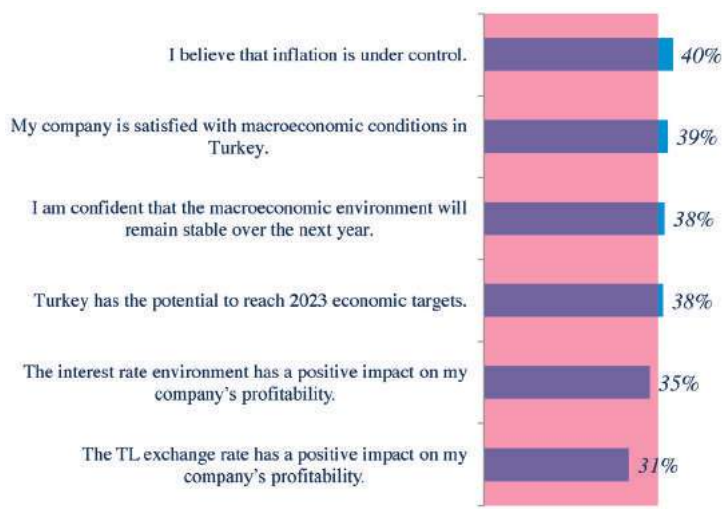 I believe that inflation is under control.
40%
My company is satisfied with macroeconomic conditions in
Turkey.
39%
I am confident that the macroeconomic environment will
remain stable over the next year.
38%
Turkey has the potential to reach 2023 economic targets.
38%
The interest rate environment has a positive impact on my
company's profitability.
35%
The TL exchange rate has a positive impact on my
company's profitability.
31%